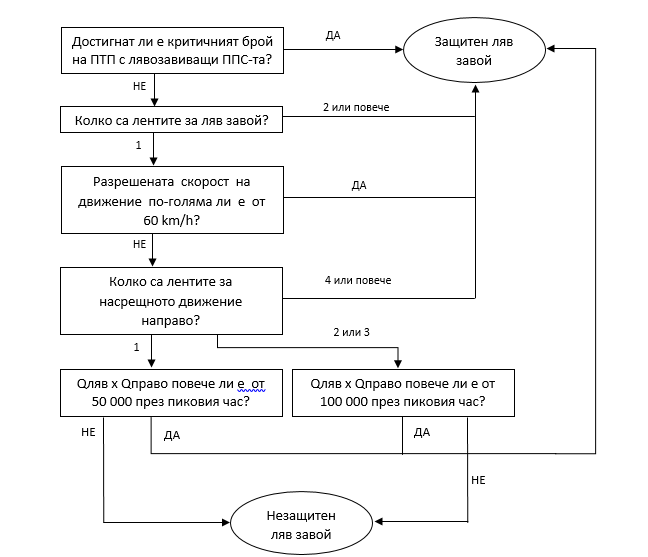 Достигнат ли е критичният брой
на ПТП с лявозавиващи ППС-та?
ДА
Защитен ляв
завой
НЕ
Колко са лентите за ляв завой?
2 или повече
1
Разрешената скорост на
движение по-голяма ли е от
60 km/h?
ДА
НЕ
Колко са лентите за
насрещното движение
направо?
4 или повече
1
2 или 3
Qляв x Qправо повече ли е от
50 000 през пиковия час?
Qляв x Qправо повече ли е от
100 000 през пиковия час?
НЕ
ДА
ДА
НЕ
Незащитен
ляв завой